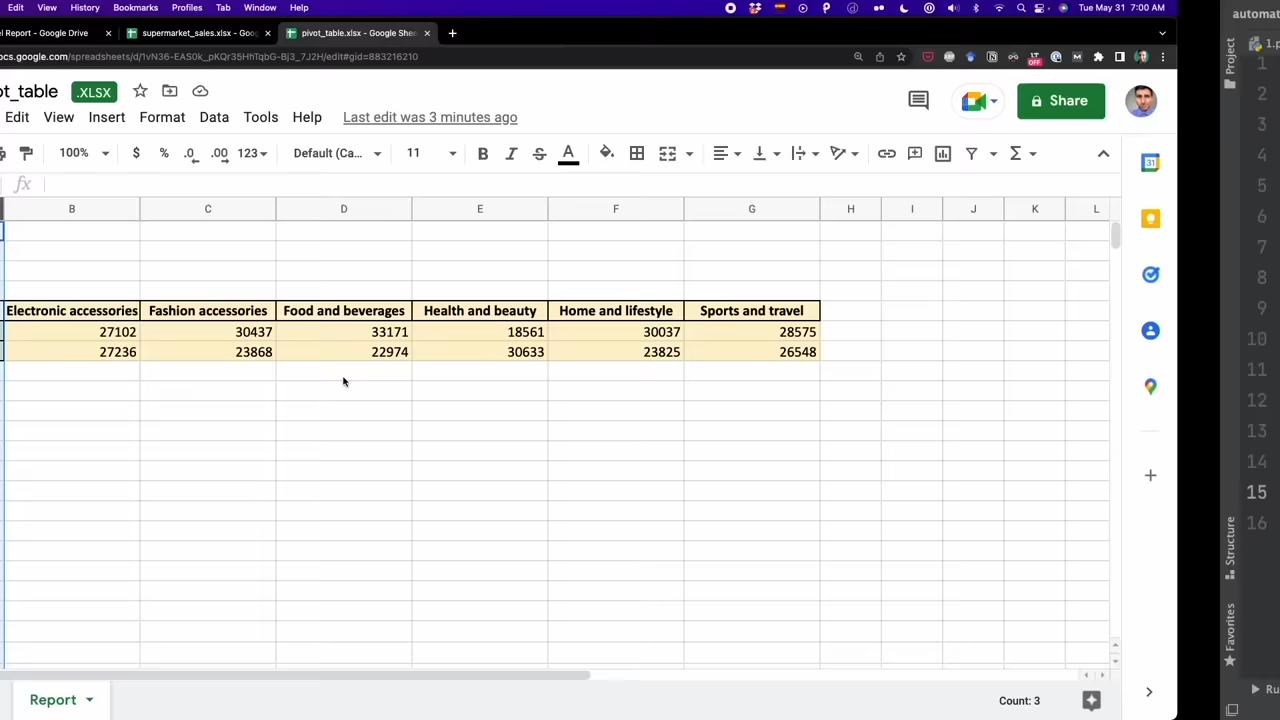 Edit View History Bookmarks Profiles Tab Window Help Tue May 31 7:00 AM
el Report - Google Drive supermarket_sales.xlsx - Goog pivot_table.xlsx - Google Shee
ocs.google.com/spreadsheets/d/1vN36-EAS0k_pKQr35HhTqbG-Bj3_7J2H/edit#gid=883216210
ot_table .XLSX Share
Edit View Insert Format Data Tools Help Last edit was 3 minutes ago
100% $ % .0 .00 123 Default (Ca... 11 B I S A Σ
fx
B C D E F G H I J K L
Electronic accessories Fashion accessories Food and beverages Health and beauty Home and lifestyle Sports and travel
27102 30437 33171 18561 30037 28575
27236 23868 22974 30633 23825 26548
Report Count: 3
automat
Project
1.p
1
2
3
4
5
6
7
8
9
10
11
12
13
14
15
16
Structure
Favorites
Ru